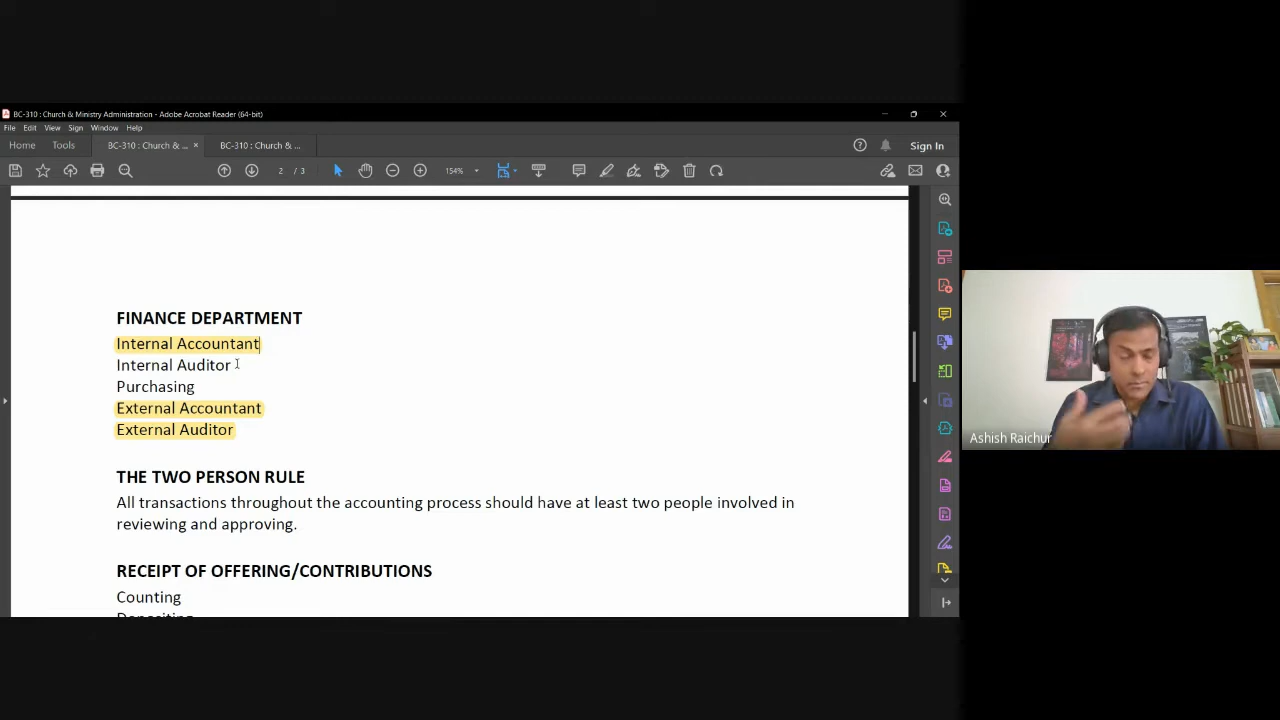 BC-310 : Church & Ministry Administration - Adobe Acrobat Reader (64-bit)
File Edit View Sign Window Help
Home Tools BC-310 : Church & ... × BC-310 : Church & ... Sign In
2 / 3 154%
FINANCE DEPARTMENT
Internal Accountant
Internal Auditor
Purchasing
External Accountant
External Auditor
THE TWO PERSON RULE
All transactions throughout the accounting process should have at least two people involved in
reviewing and approving.
RECEIPT OF OFFERING/CONTRIBUTIONS
Counting
Depositing
Ashish Raichur